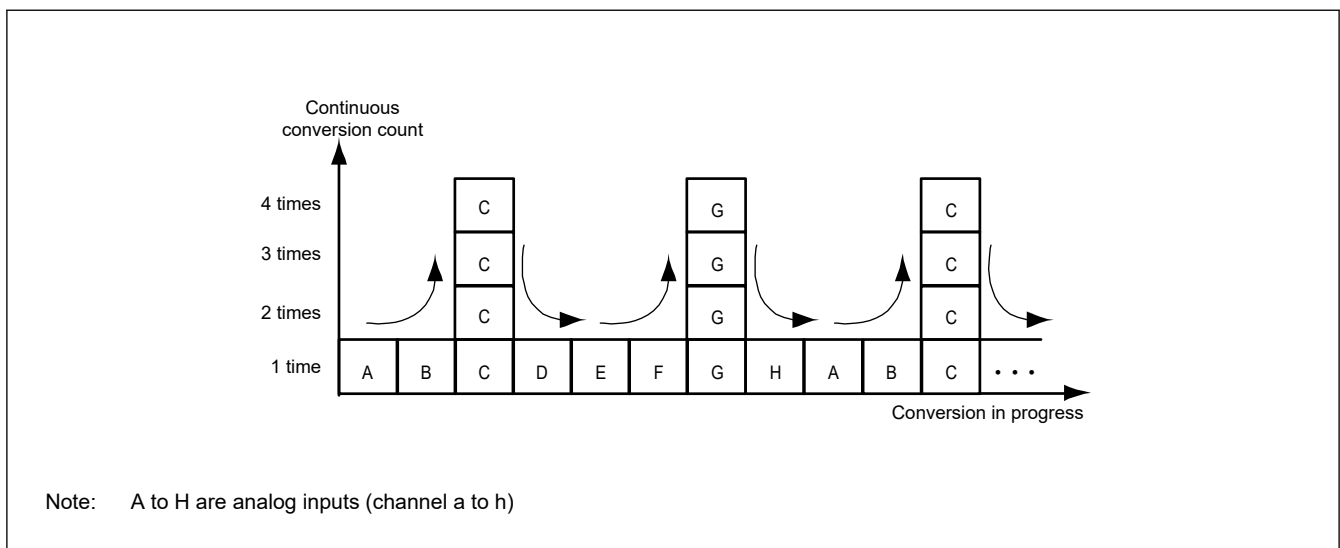 Continuous
conversion count
4 times C G C
3 times C G C
2 times C G C
1 time A B C D E F G H A B C • • •
Conversion in progress
Note: A to H are analog inputs (channel a to h)